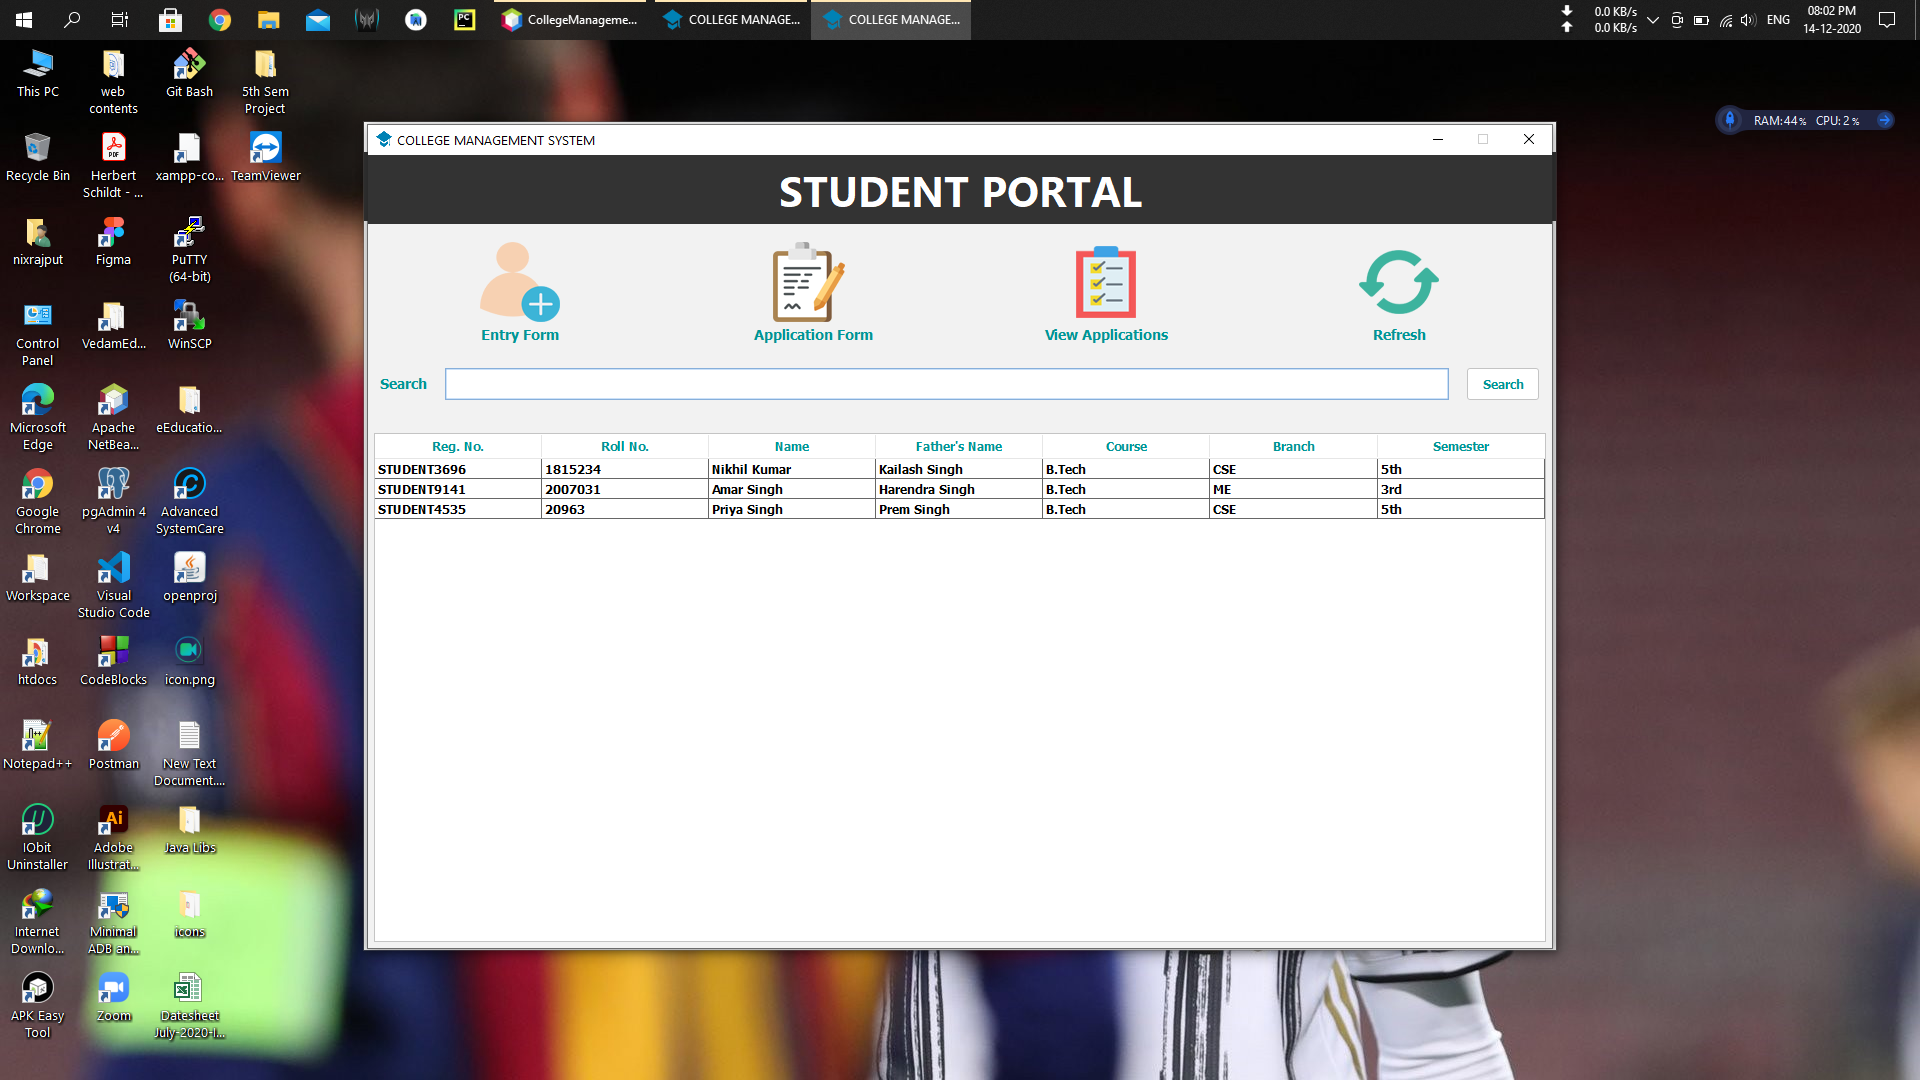 CollegeManageme...
COLLEGE MANAGE...
COLLEGE MANAGE...
0.0 KB/s
0.0 KB/s
ENG
08:02 PM
14-12-2020
RAM:44% CPU: 2%
This PC
web contents
Git Bash
5th Sem Project
Recycle Bin
Herbert Schildt - ...
xampp-co...
TeamViewer
nixrajput
Figma
PuTTY (64-bit)
Control Panel
VedamEd...
WinSCP
Microsoft Edge
Apache NetBea...
eEducatio...
Google Chrome
pgAdmin 4 v4
Advanced SystemCare
Workspace
Visual Studio Code
openproj
htdocs
CodeBlocks
icon.png
Notepad++
Postman
New Text Document....
IObit Uninstaller
Adobe Illustrat...
Java Libs
Internet Downlo...
Minimal ADB an...
icons
APK Easy Tool
Zoom
Datesheet July-2020-I...
COLLEGE MANAGEMENT SYSTEM
STUDENT PORTAL
Entry Form
Application Form
View Applications
Refresh
Search
Search
Reg. No. Roll No. Name Father's Name Course Branch Semester
STUDENT3696 1815234 Nikhil Kumar Kailash Singh B.Tech CSE 5th
STUDENT9141 2007031 Amar Singh Harendra Singh B.Tech ME 3rd
STUDENT4535 20963 Priya Singh Prem Singh B.Tech CSE 5th